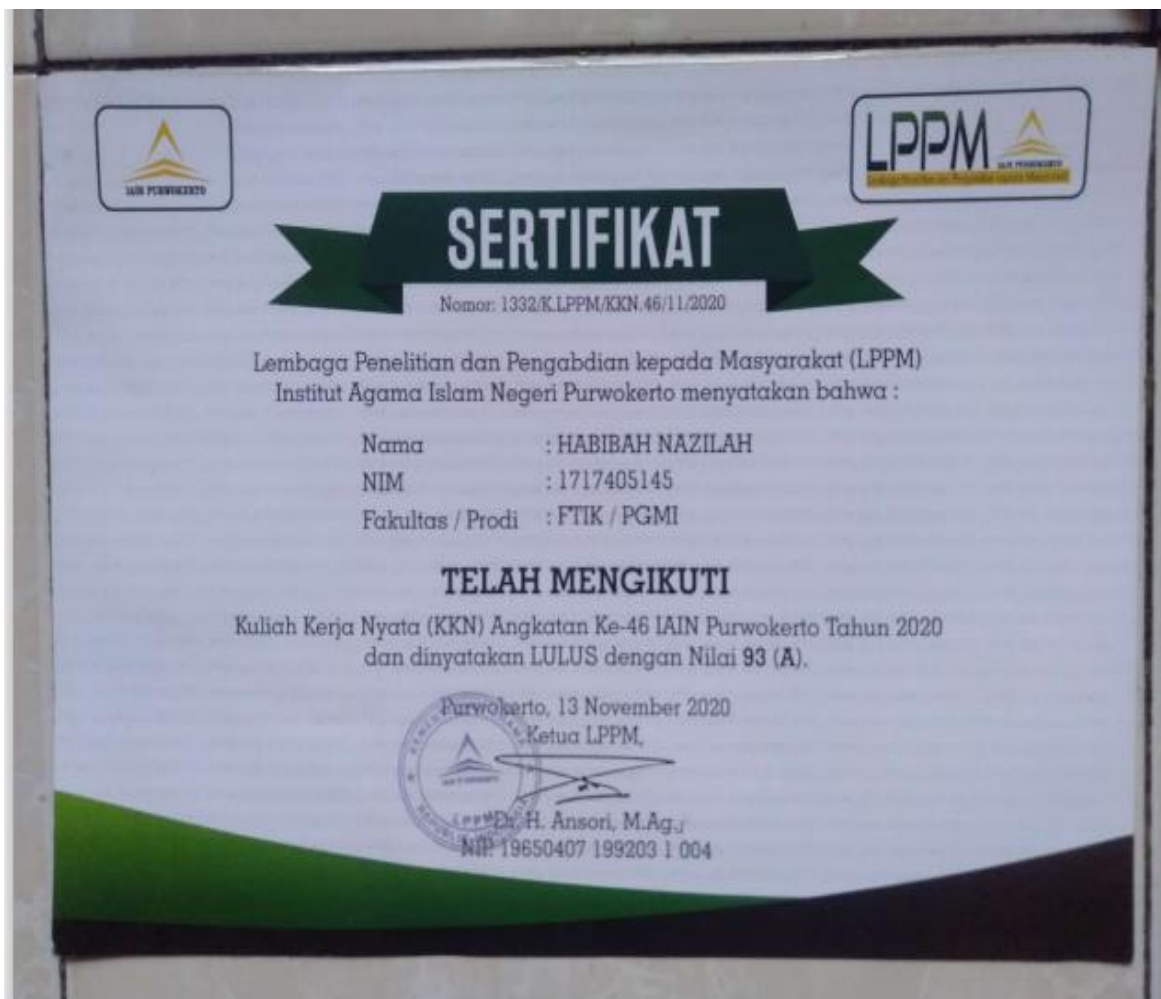 IAIN PURWOKERTO
LPPM
IAIN PURWOKERTO
SERTIFIKAT
Nomor: 1332/K.LPPM/KKN.46/11/2020
Lembaga Penelitian dan Pengabdian kepada Masyarakat (LPPM)
Institut Agama Islam Negeri Purwokerto menyatakan bahwa :
Nama : HABIBAH NAZILAH
NIM : 1717405145
Fakultas / Prodi : FTIK / PGMI
TELAH MENGIKUTI
Kuliah Kerja Nyata (KKN) Angkatan Ke-46 IAIN Purwokerto Tahun 2020
dan dinyatakan LULUS dengan Nilai 93 (A).
Purwokerto, 13 November 2020
Ketua LPPM,
LPPM
Dr. H. Ansori, M.Ag.
NIP. 19650407 199203 1 004